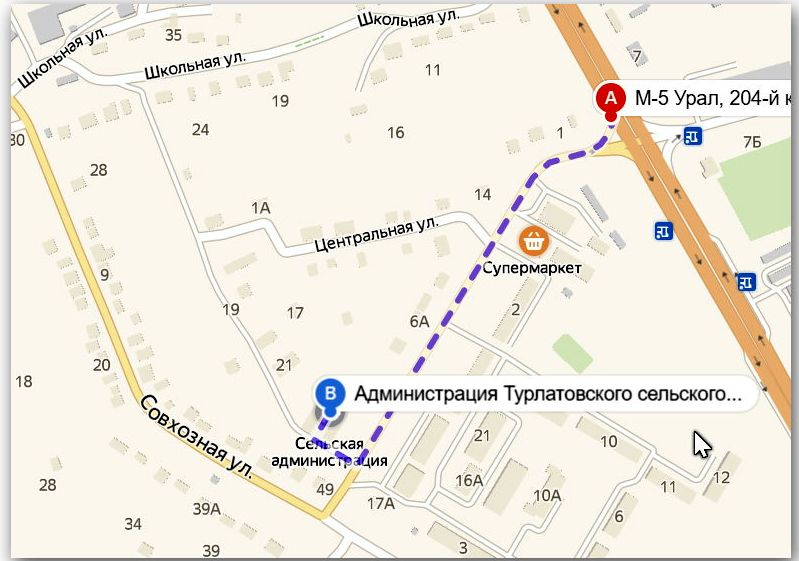 Школьная ул.
35
Школьная ул.
7
Школьная ул.
11
A
М-5 Урал, 204-й к
19
24
16
1
7Б
30
28
14
1А
Центральная ул.
Супермаркет
9
19
17
6А
2
21
20
18
B
Администрация Турлатовского сельского...
Совхозная ул.
Сельская
администрация
21
10
28
49
17А
16А
10А
11
12
39А
34
6
39
3